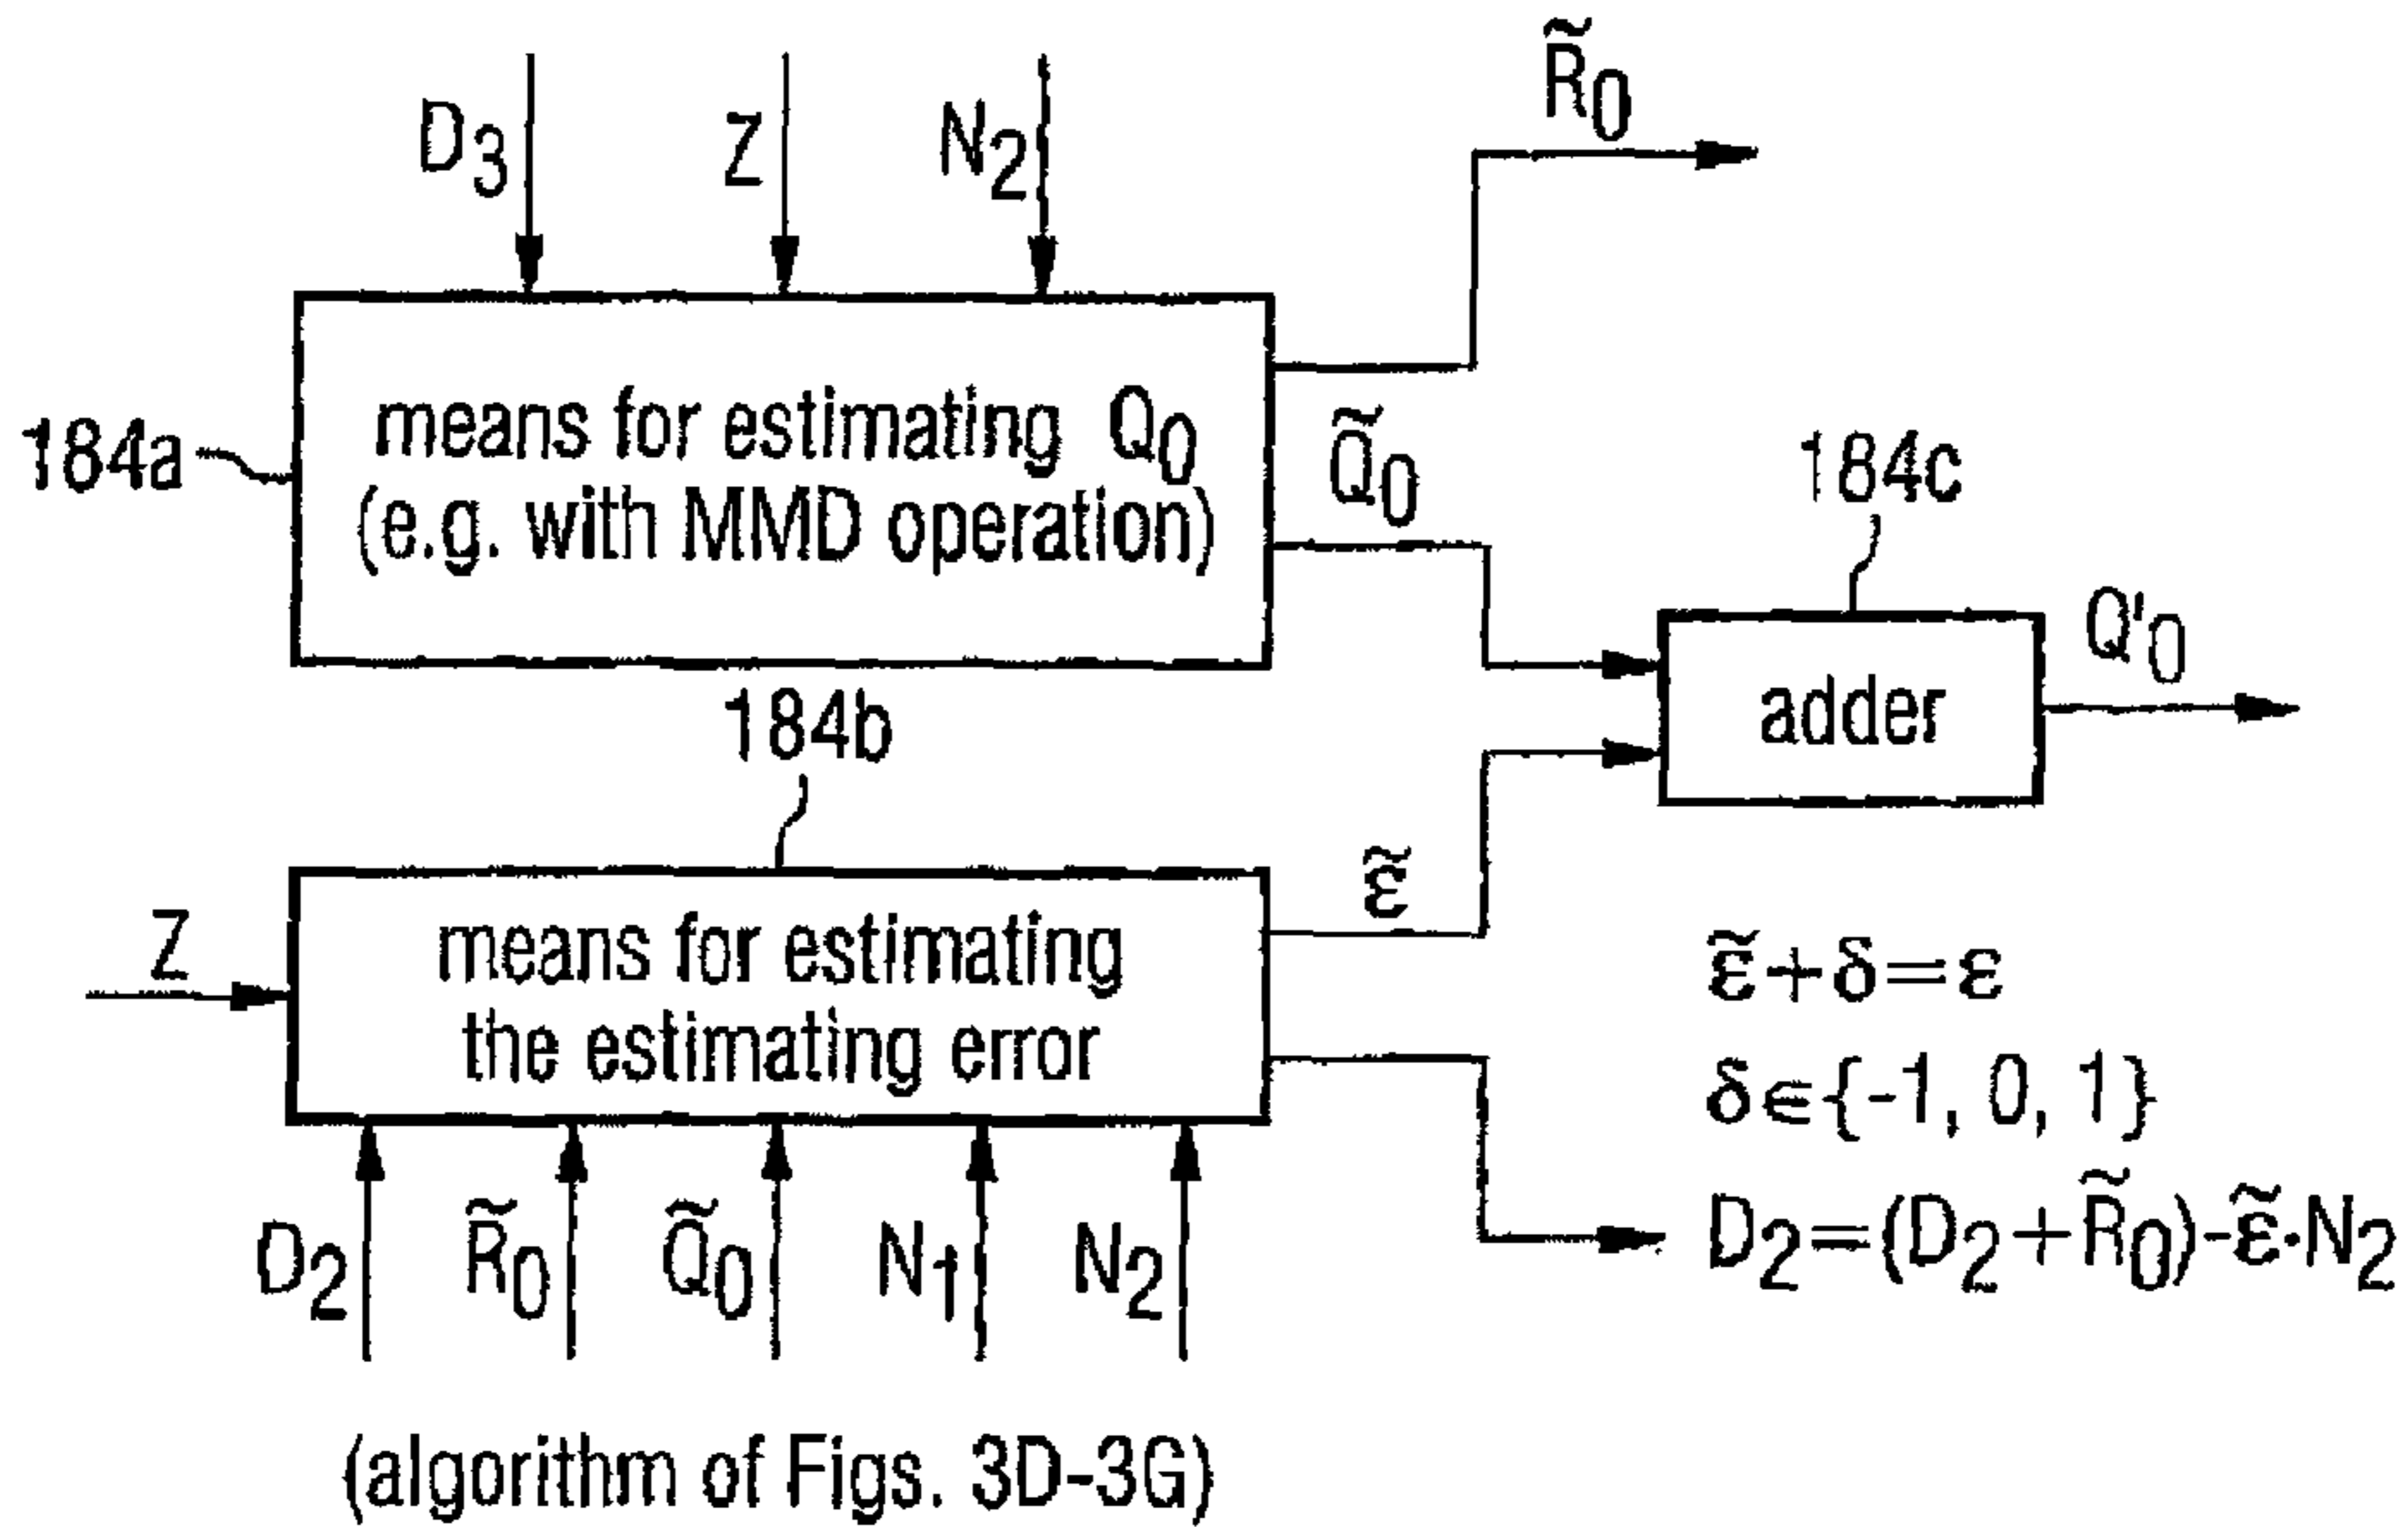 R̃0
D3 Z N2
means for estimating Q0
(e.g. with MMD operation)
184a
Q̃0
184c
adder
Q'0
184b
Z
means for estimating
the estimating error
ε̃
ε̃+δ=ε
δ∈{-1, 0, 1}
D2=(D2+R̃0)-ε̃·N2
D2 R̃0 Q̃0 N1 N2
(algorithm of Figs. 3D-3G)